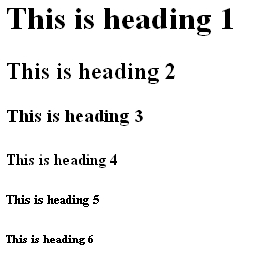 This is heading 1
This is heading 2
This is heading 3
This is heading 4
This is heading 5
This is heading 6